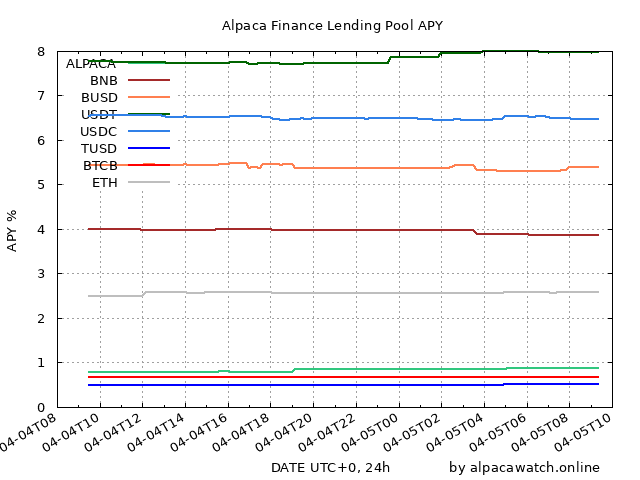 Alpaca Finance Lending Pool APY
8
7
6
5
4
3
2
1
0
APY %
ALPACA
BNB
BUSD
USDT
USDC
TUSD
BTCB
ETH
04-04T08
04-04T10
04-04T12
04-04T14
04-04T16
04-04T18
04-04T20
04-04T22
04-05T00
04-05T02
04-05T04
04-05T06
04-05T08
04-05T10
DATE UTC+0, 24h
by alpacawatch.online